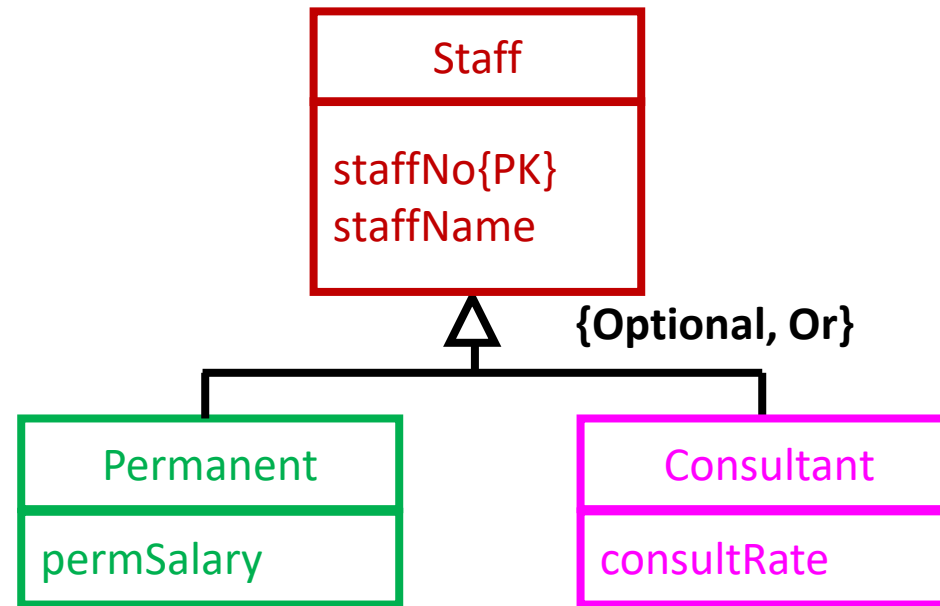 Staff
staffNo{PK}
staffName
{Optional, Or}
Permanent
Consultant
permSalary
consultRate